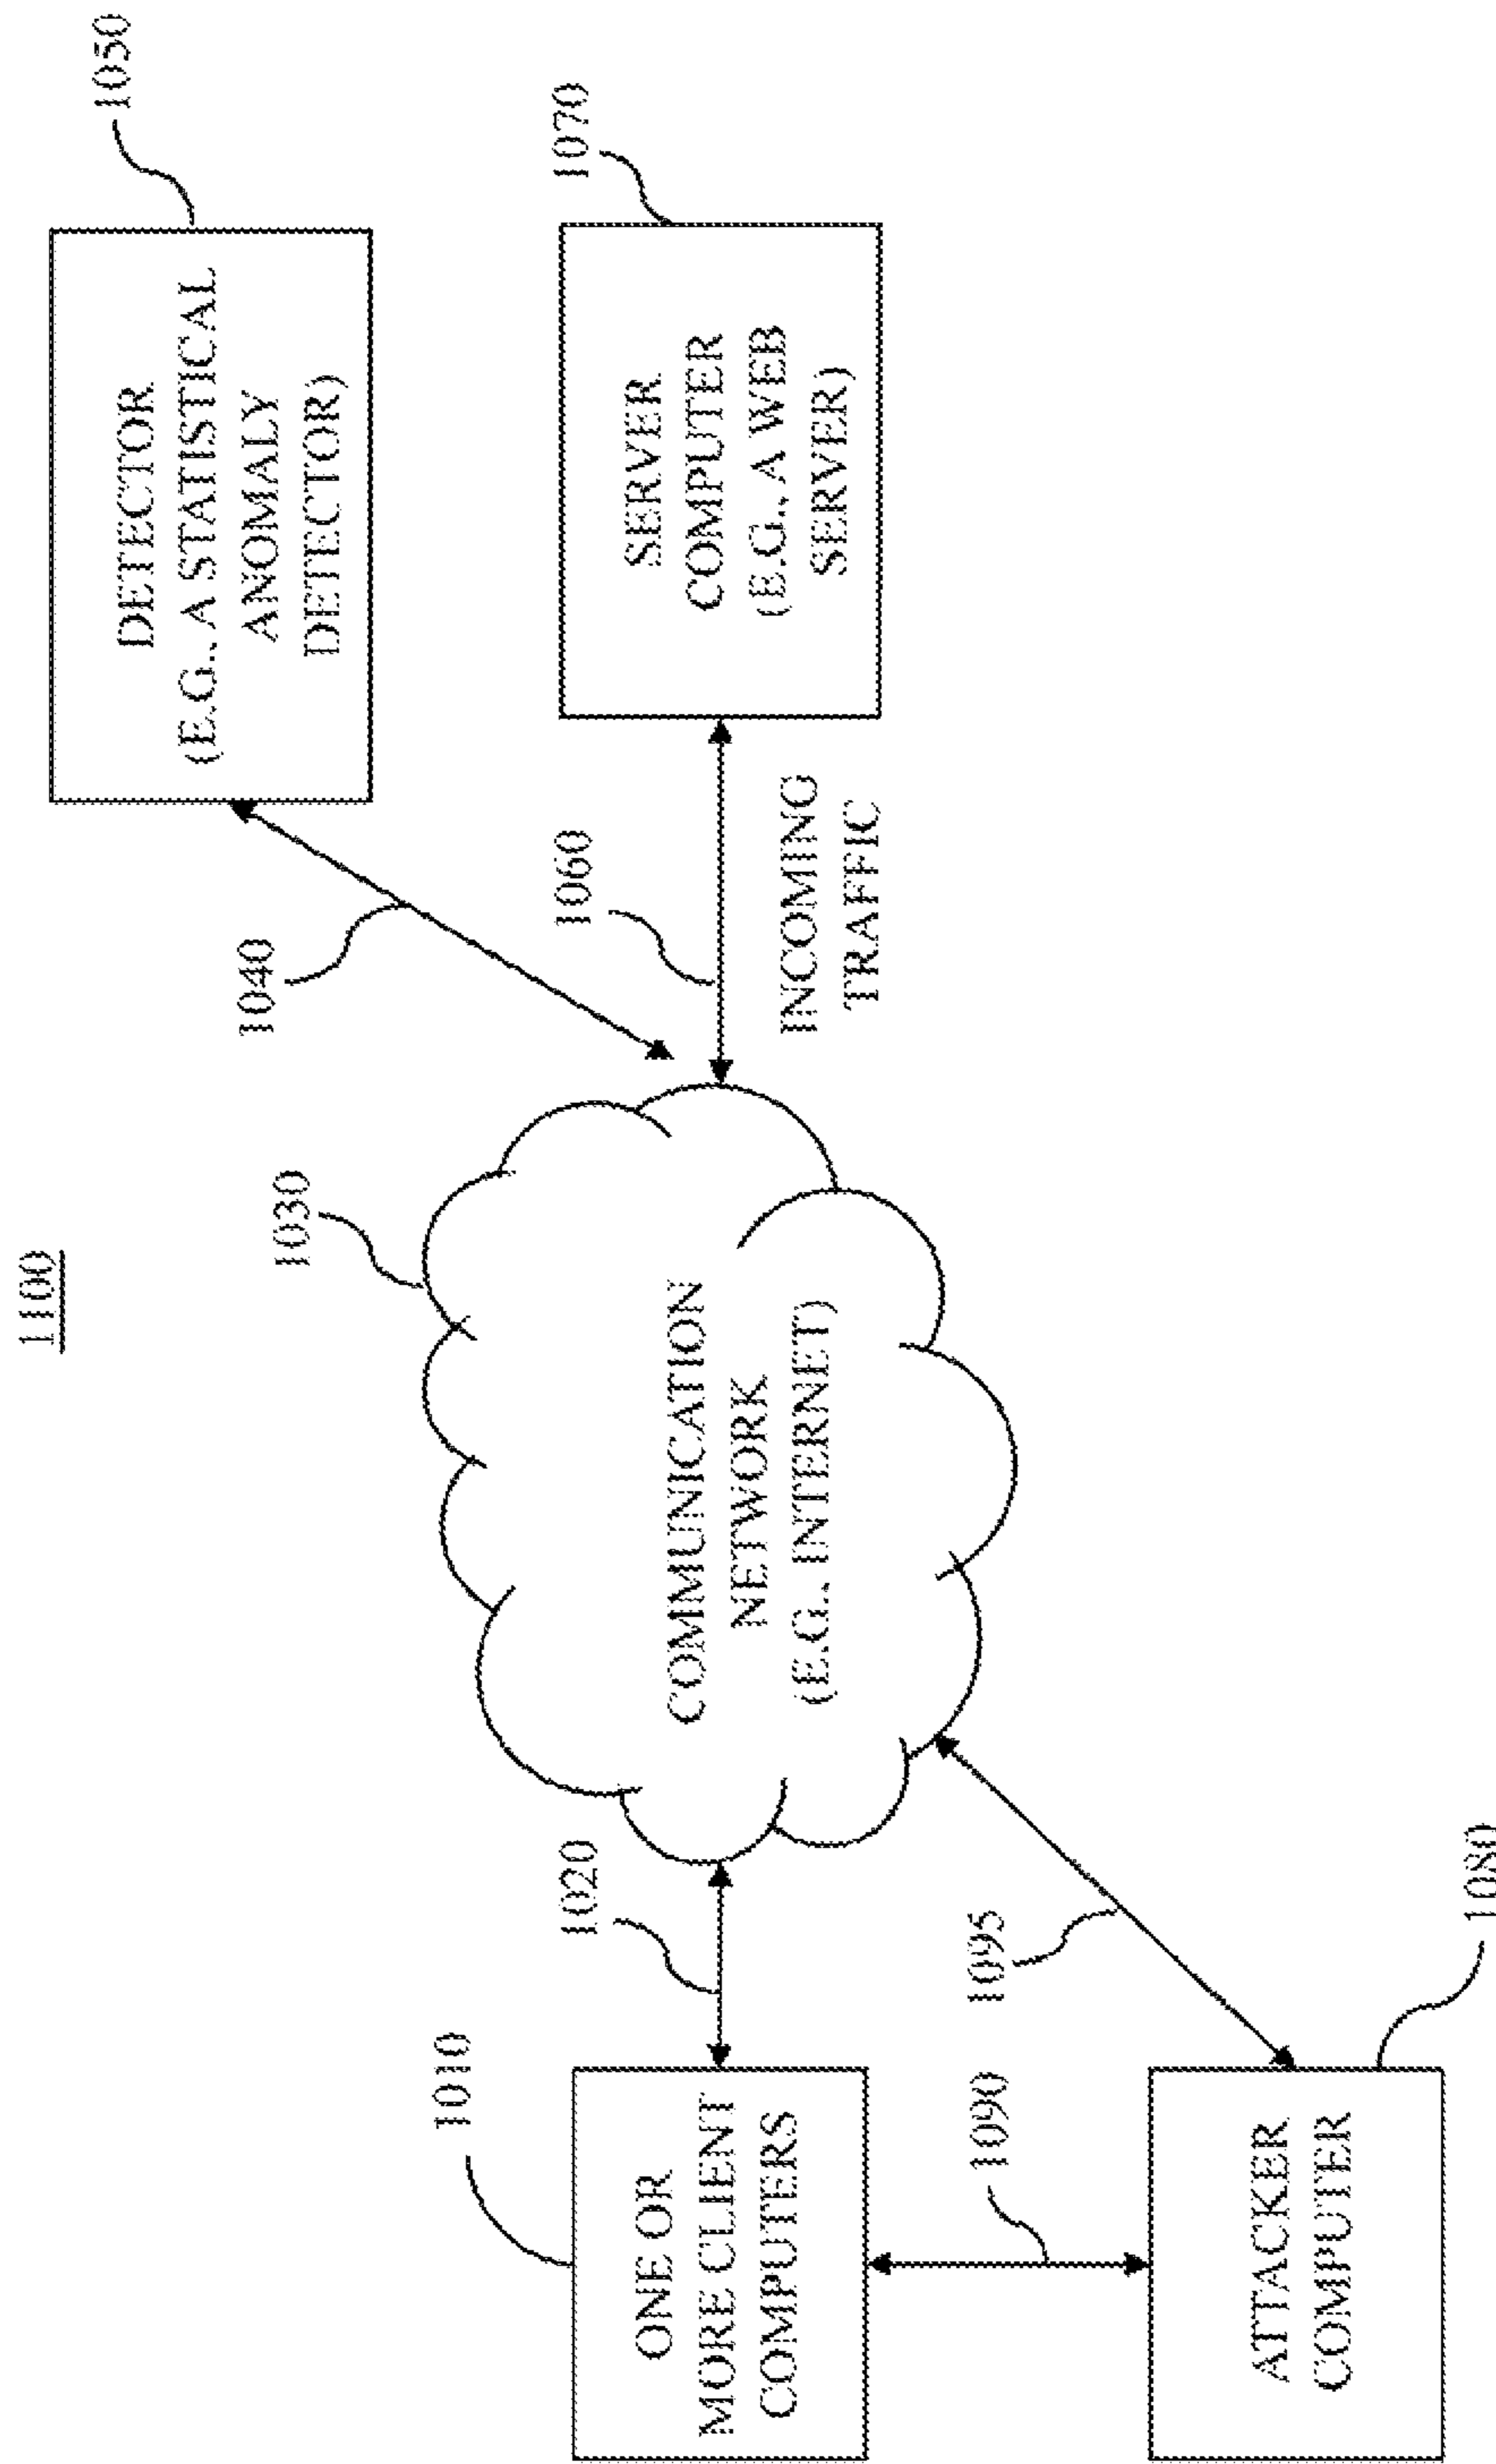 1100
1050
DETECTOR
(E.G., A STATISTICAL
ANOMALY
DETECTOR)
1040
1070
SERVER
COMPUTER
(E.G., A WEB
SERVER)
1060
INCOMING
TRAFFIC
1030
COMMUNICATION
NETWORK
(E.G., INTERNET)
1020
1010
ONE OR
MORE CLIENT
COMPUTERS
1090
1095
1080
ATTACKER
COMPUTER